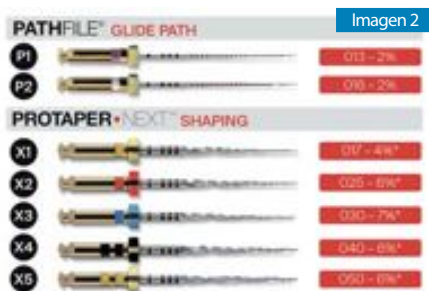 Imagen 2
PATHFILE® GLIDE PATH
P1 013 - 2%
P2 016 - 2%
PROTAPER•NEXT™ SHAPING
X1 017 - 4%*
X2 025 - 6%*
X3 030 - 7%*
X4 040 - 6%*
X5 050 - 6%*